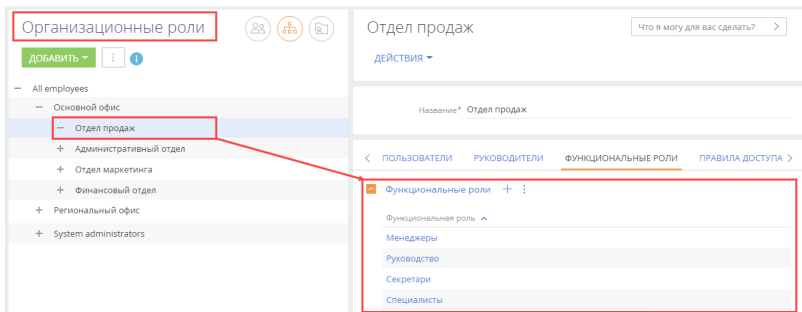 Организационные роли
ДОБАВИТЬ
All employees
Основной офис
Отдел продаж
Административный отдел
Отдел маркетинга
Финансовый отдел
Региональный офис
System administrators
Отдел продаж
Что я могу для вас сделать? >
ДЕЙСТВИЯ
Название* Отдел продаж
< ПОЛЬЗОВАТЕЛИ РУКОВОДИТЕЛИ ФУНКЦИОНАЛЬНЫЕ РОЛИ ПРАВИЛА ДОСТУПА >
Функциональные роли + ⋮
Функциональная роль
Менеджеры
Руководство
Секретари
Специалисты